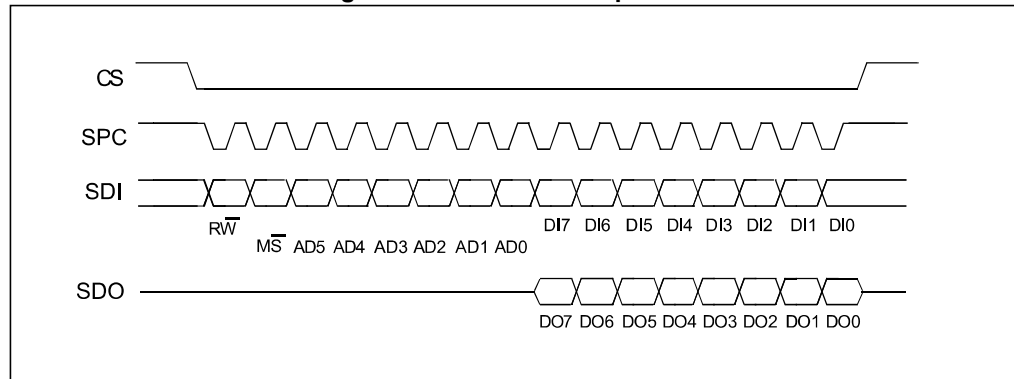 CS
SPC
SDI
RW̅
DI7 DI6 DI5 DI4 DI3 DI2 DI1 DI0
MS̅ AD5 AD4 AD3 AD2 AD1 AD0
SDO
DO7 DO6 DO5 DO4 DO3 DO2 DO1 DO0